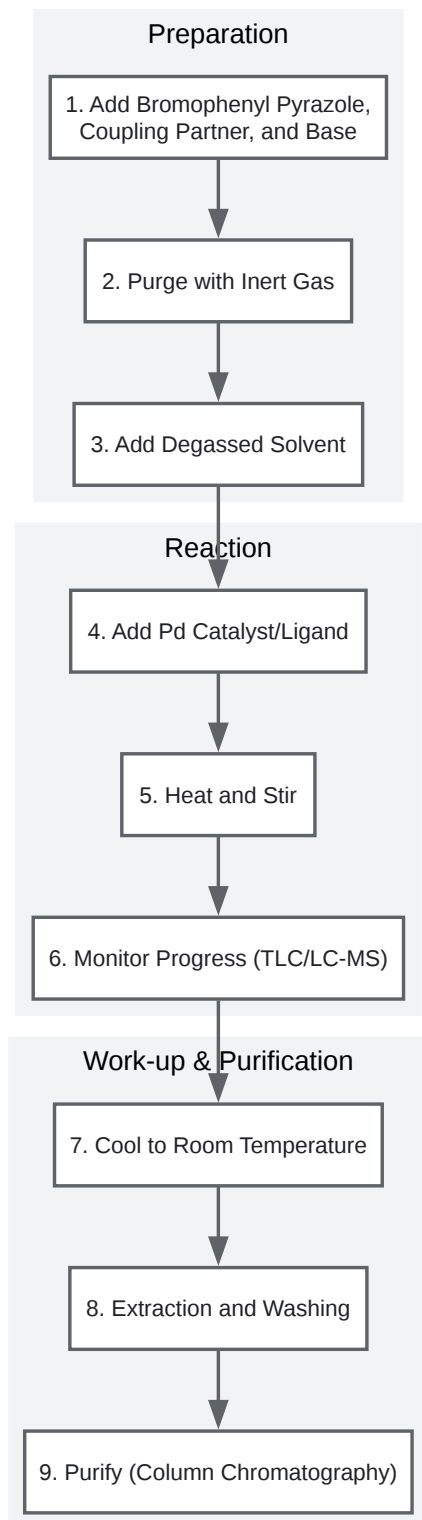 Preparation
1. Add Bromophenyl Pyrazole,
Coupling Partner, and Base
2. Purge with Inert Gas
3. Add Degassed Solvent
Reaction
4. Add Pd Catalyst/Ligand
5. Heat and Stir
6. Monitor Progress (TLC/LC-MS)
Work-up & Purification
7. Cool to Room Temperature
8. Extraction and Washing
9. Purify (Column Chromatography)